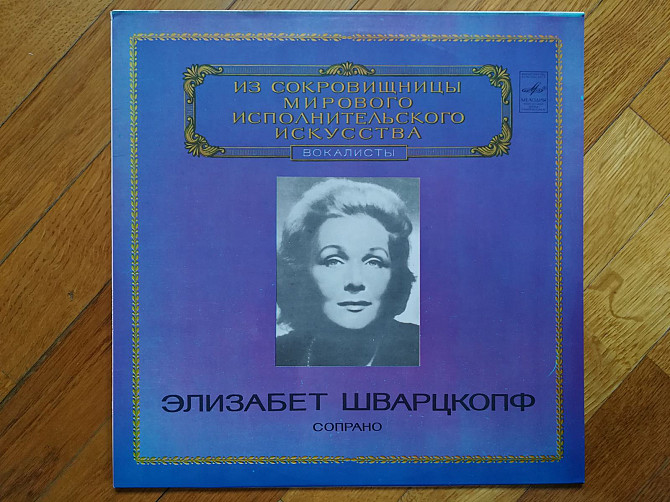 ИЗ СОКРОВИЩНИЦЫ
МИРОВОГО
ИСПОЛНИТЕЛЬСКОГО
ИСКУССТВА
ВОКАЛИСТЫ
ЭЛИЗАБЕТ ШВАРЦКОПФ
СОПРАНО